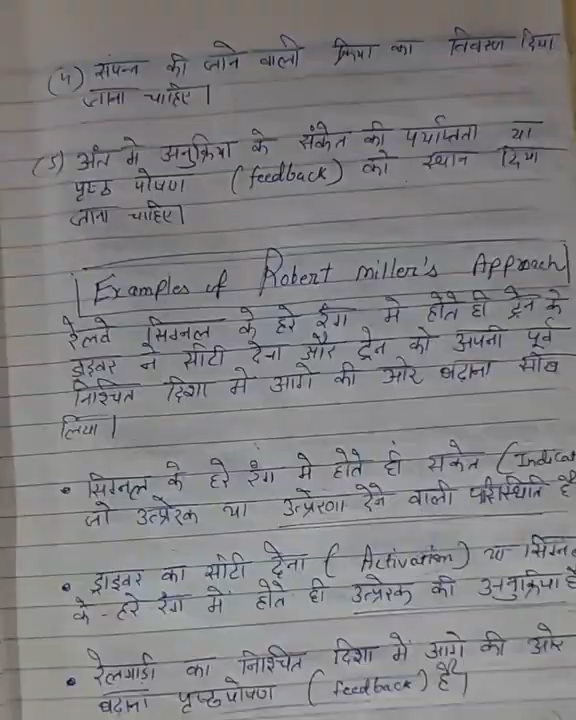 (4) संपन्न की जाने वाली क्रिया का विवरण दिया
जाना चाहिए।
(5) अंत मे अनुक्रिया के संकेत की पर्याप्तता या
पृष्ठ पोषण (feedback) को स्थान दिया
जाना चाहिए।
Examples of Robert Miller's Approach
रेलवे सिग्नल के हरे रंग मे होते ही ट्रेन के
ड्राइवर ने सीटी देना और ट्रेन को अपनी पूर्व
निश्चित दिशा मे आगे की ओर बढ़ाना सीख
लिया।
• सिग्नल के हरे रंग मे होते ही संकेत (Indicat
जो उत्प्रेरक या उत्प्रेरणा देने वाली परिस्थिति है
• ड्राइवर का सीटी देना (Activation) या सिग्नल
के हरे रंग में होते ही उत्प्रेरक की अनुक्रिया है
• रेलगाड़ी का निश्चित दिशा में आगे की ओर
बढ़ाना पृष्ठपोषण (feedback) है।